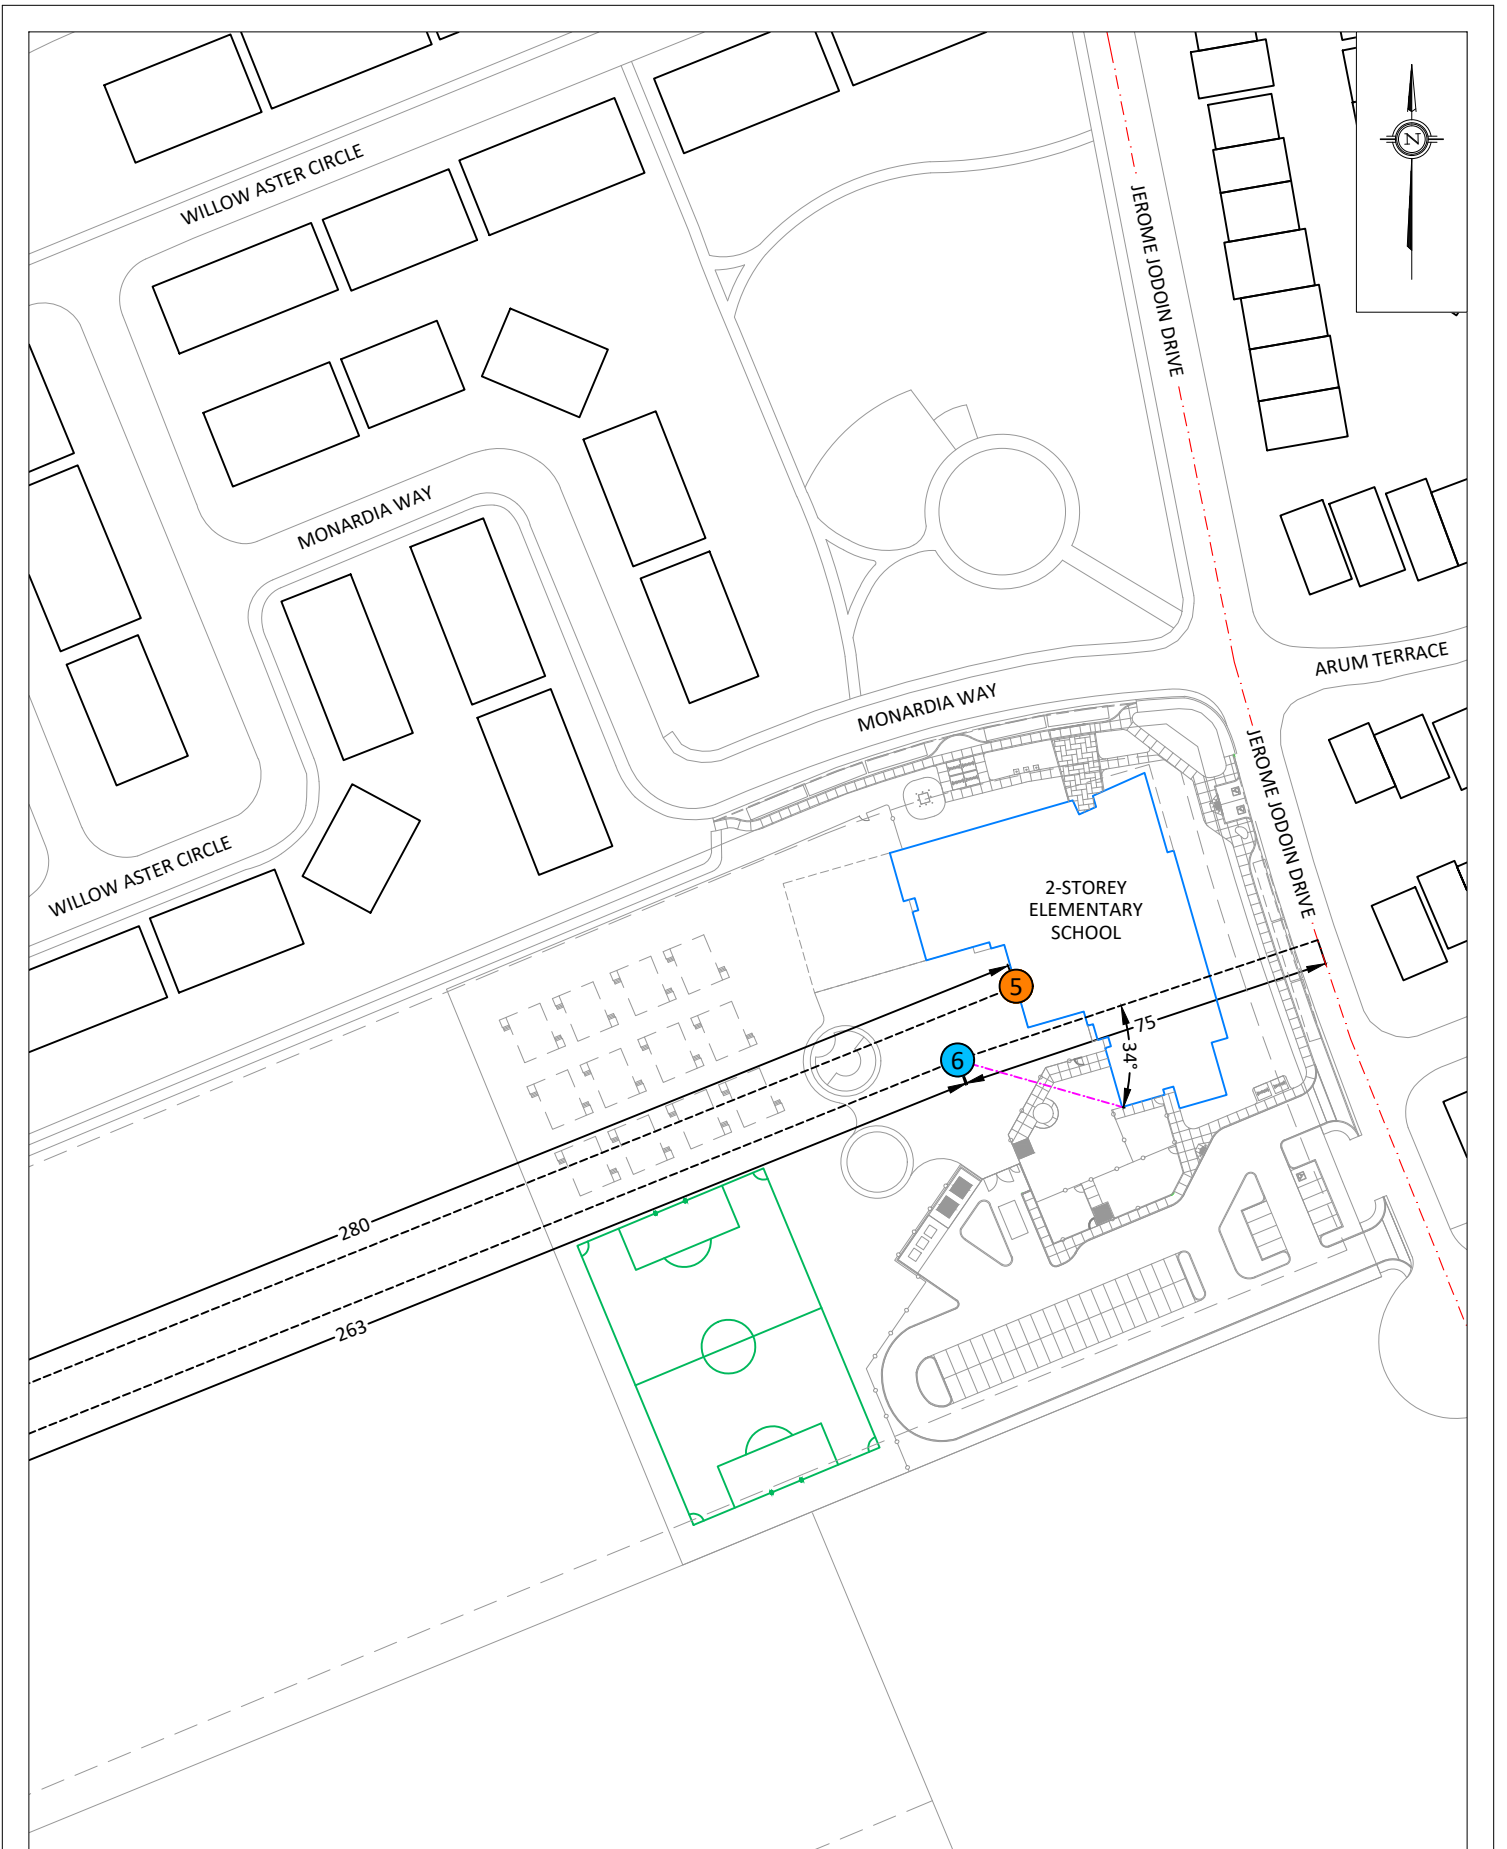 WILLOW ASTER CIRCLE
N
JEROME JODOIN DRIVE
MONARDIA WAY
ARUM TERRACE
MONARDIA WAY
JEROME JODOIN DRIVE
WILLOW ASTER CIRCLE
2-STOREY
ELEMENTARY
SCHOOL
5
75
34°
6
280
263